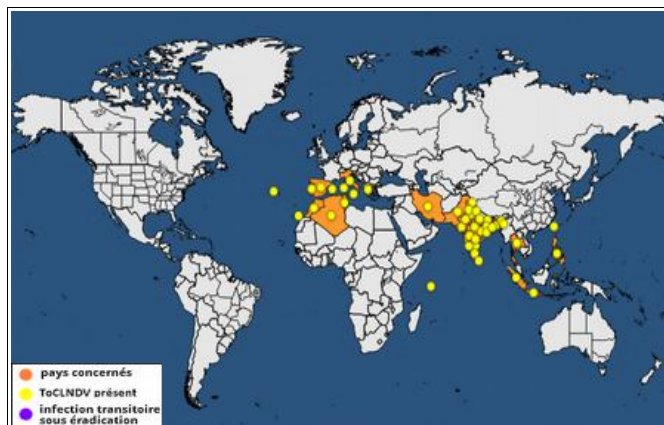 pays concernés
ToCLNDV présent
infection transitoire
sous éradication